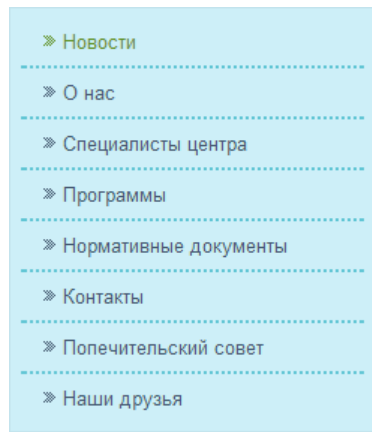 Новости
О нас
Специалисты центра
Программы
Нормативные документы
Контакты
Попечительский совет
Наши друзья